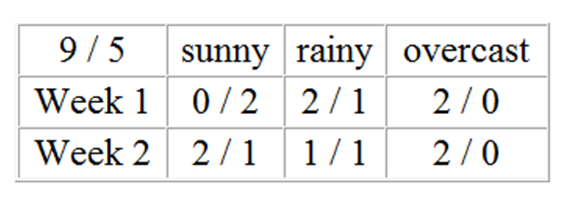 9 / 5 sunny rainy overcast
Week 1 0 / 2 2 / 1 2 / 0
Week 2 2 / 1 1 / 1 2 / 0